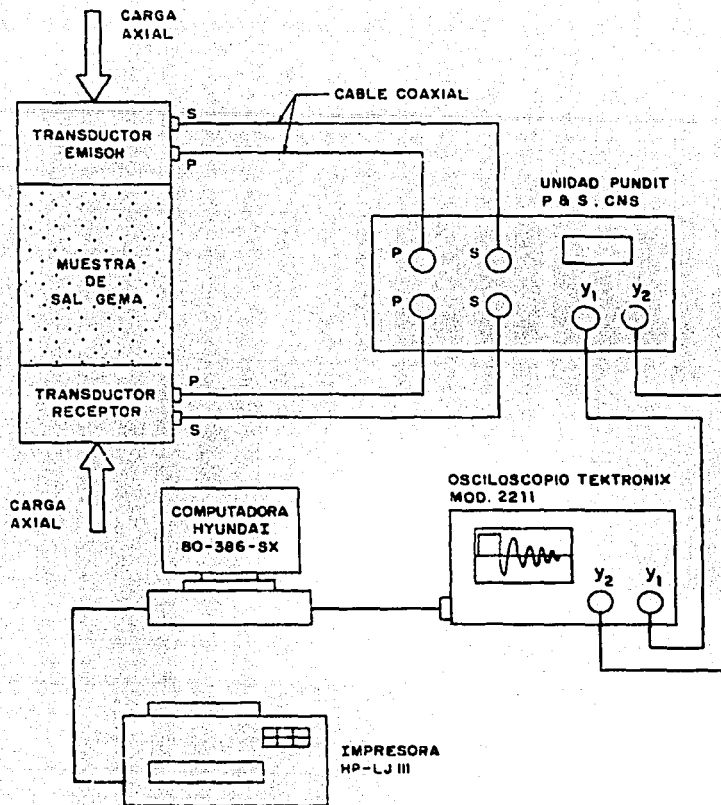 CARGA
AXIAL
S
CABLE COAXIAL
TRANSDUCTOR
EMISOR
P
UNIDAD PUNDIT
P & S . CNS
P
S
MUESTRA
DE
SAL GEMA
P
S
y1
y2
TRANSDUCTOR
RECEPTOR
P
S
CARGA
AXIAL
COMPUTADORA
HYUNDAI
80-386-SX
OSCILOSCOPIO TEKTRONIX
MOD. 2211
y2
y1
IMPRESORA
HP-LJ III